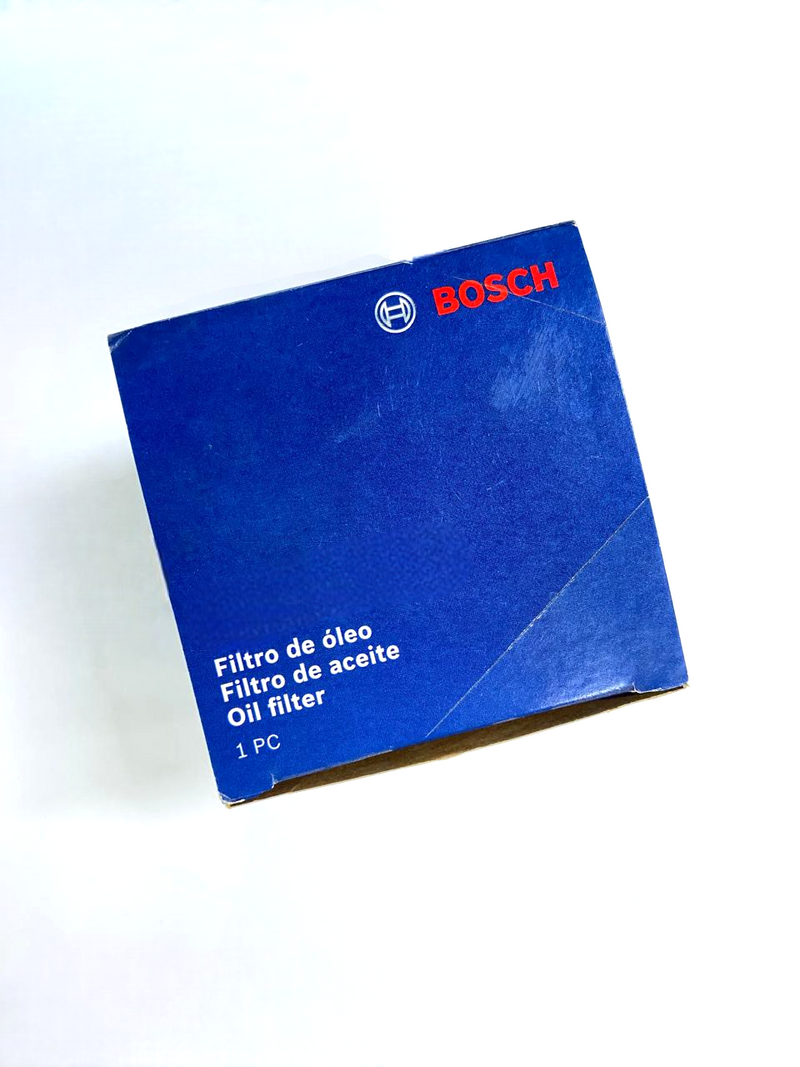 BOSCH
Filtro de óleo
Filtro de aceite
Oil filter
1 PC